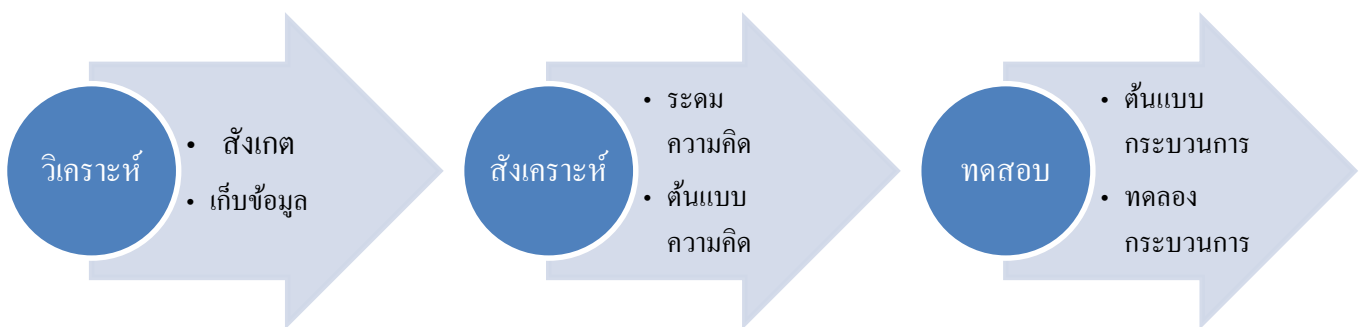 วิเคราะห์
• สังเกต
• เก็บข้อมูล
สังเคราะห์
• ระดม
ความคิด
• ต้นแบบ
ความคิด
ทดสอบ
• ต้นแบบ
กระบวนการ
• ทดลอง
กระบวนการ